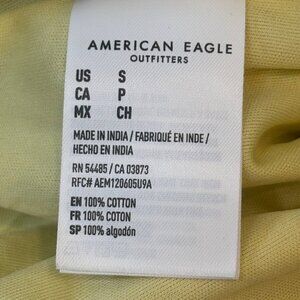 AMERICAN EAGLE
OUTFITTERS
US S
CA P
MX CH
MADE IN INDIA / FABRIQUÉ EN INDE /
HECHO EN INDIA
RN 54485 / CA 03873
RFC# AEM120605U9A
EN 100% COTTON
FR 100% COTON
SP 100% algodón